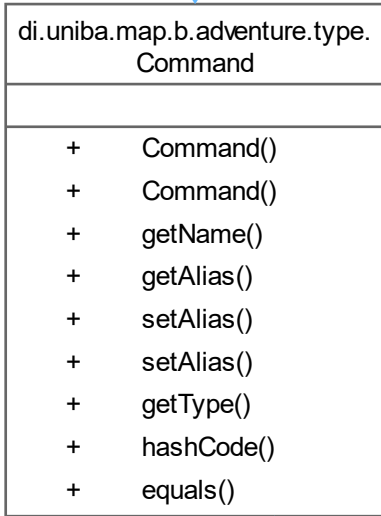 di.uniba.map.b.adventure.type.
Command
+ Command()
+ Command()
+ getName()
+ getAlias()
+ setAlias()
+ setAlias()
+ getType()
+ hashCode()
+ equals()